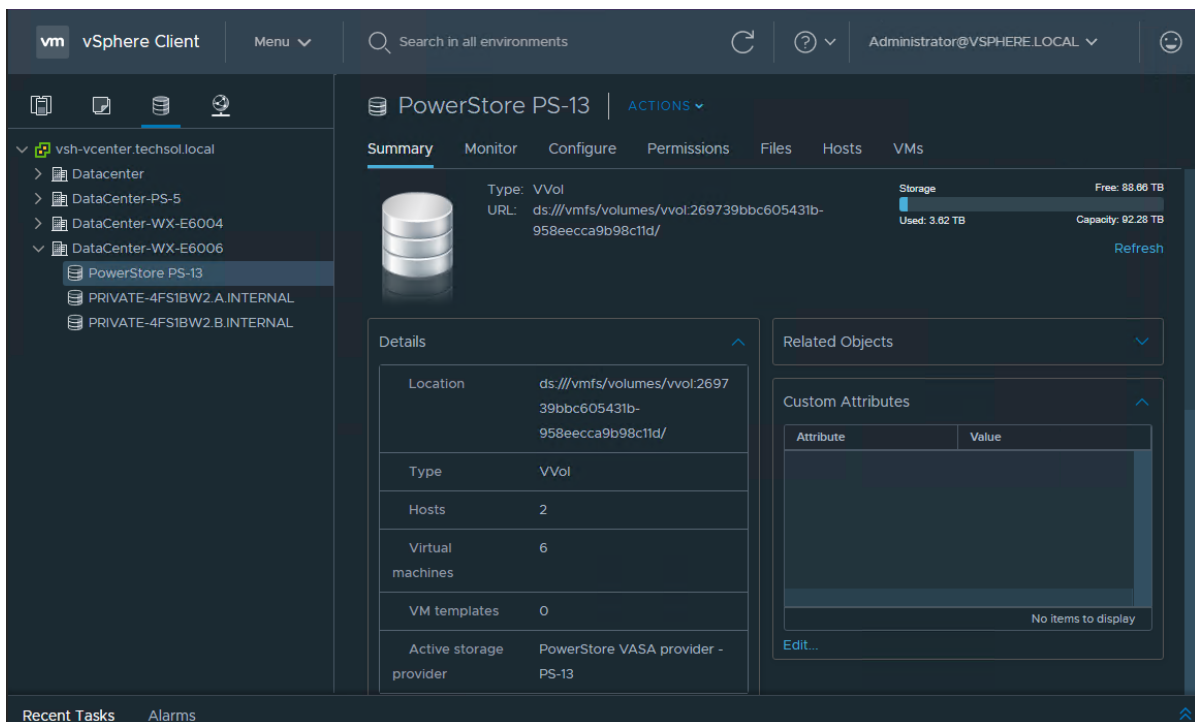 vm vSphere Client Menu Search in all environments Administrator@VSPHERE.LOCAL
PowerStore PS-13 ACTIONS
vsh-vcenter.techsol.local
Datacenter
DataCenter-PS-5
DataCenter-WX-E6004
DataCenter-WX-E6006
PowerStore PS-13
PRIVATE-4FS1BW2.A.INTERNAL
PRIVATE-4FS1BW2.B.INTERNAL
Summary Monitor Configure Permissions Files Hosts VMs
Type: VVol
URL: ds:///vmfs/volumes/vvol:269739bbc605431b-
958eecca9b98c11d/
Storage Free: 88.66 TB
Used: 3.62 TB Capacity: 92.28 TB
Refresh
Details
Location ds:///vmfs/volumes/vvol:2697
39bbc605431b-
958eecca9b98c11d/
Type VVol
Hosts 2
Virtual 6
machines
VM templates 0
Active storage PowerStore VASA provider -
provider PS-13
Related Objects
Custom Attributes
Attribute Value
No items to display
Edit...
Recent Tasks Alarms